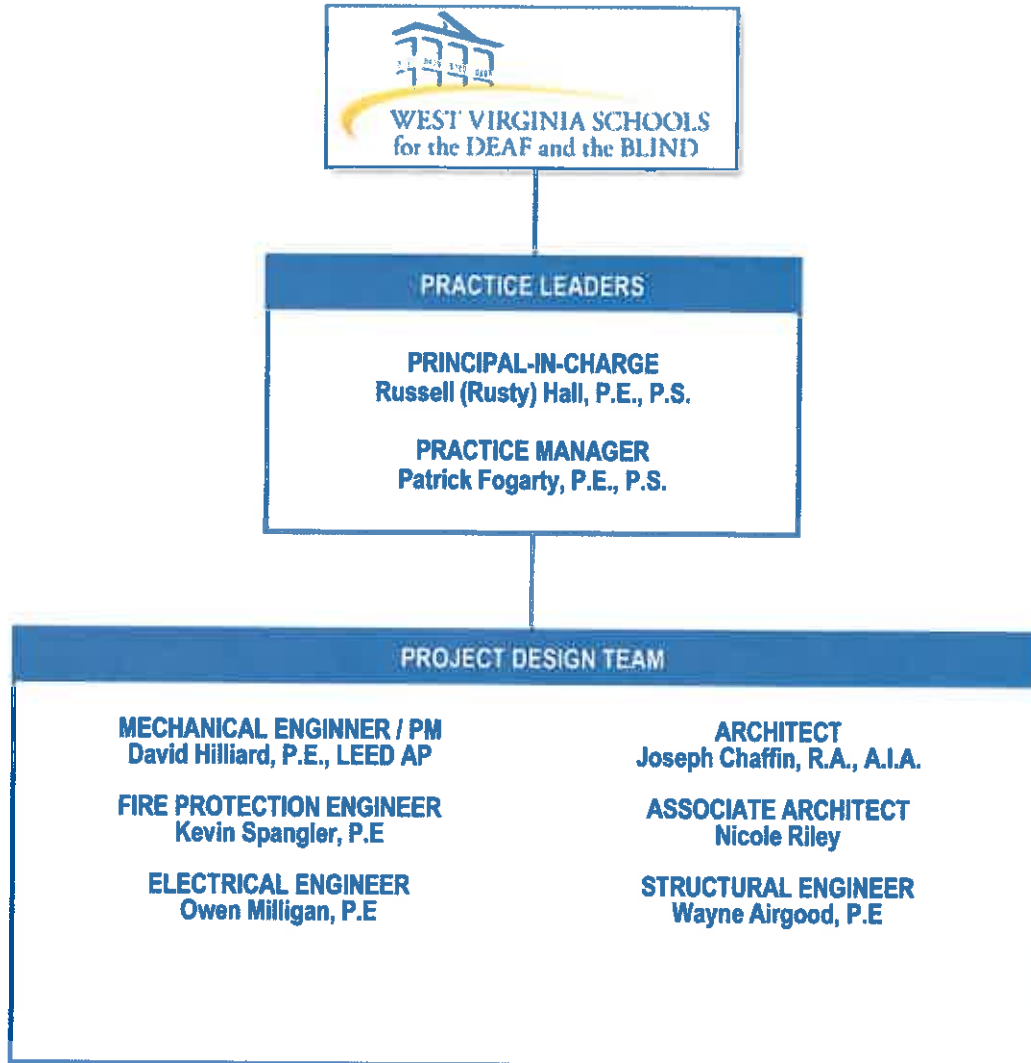 WEST VIRGINIA SCHOOLS
for the DEAF and the BLIND
PRACTICE LEADERS
PRINCIPAL-IN-CHARGE
Russell (Rusty) Hall, P.E., P.S.
PRACTICE MANAGER
Patrick Fogarty, P.E., P.S.
PROJECT DESIGN TEAM
MECHANICAL ENGINNER / PM
David Hilliard, P.E., LEED AP
FIRE PROTECTION ENGINEER
Kevin Spangler, P.E
ELECTRICAL ENGINEER
Owen Milligan, P.E
ARCHITECT
Joseph Chaffin, R.A., A.I.A.
ASSOCIATE ARCHITECT
Nicole Riley
STRUCTURAL ENGINEER
Wayne Airgood, P.E